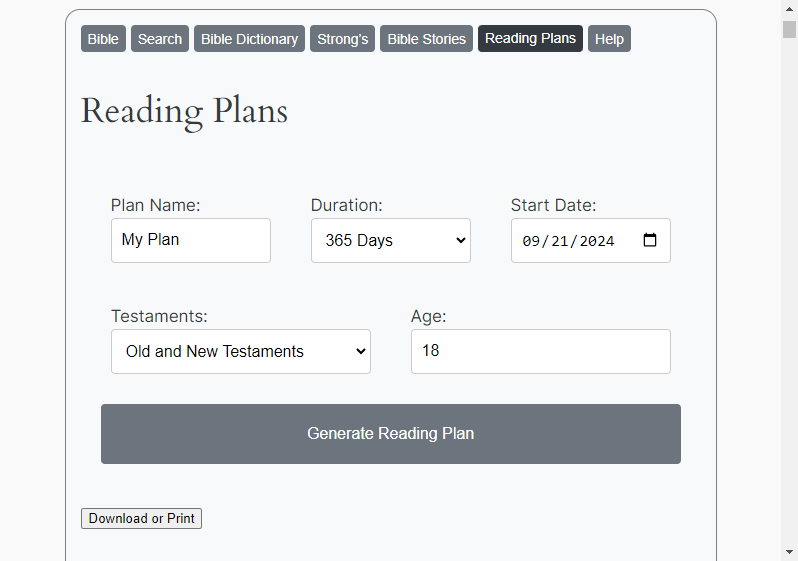 Bible Search Bible Dictionary Strong's Bible Stories Reading Plans Help
Reading Plans
Plan Name: Duration: Start Date:
My Plan 365 Days 09/21/2024
Testaments: Age:
Old and New Testaments 18
Generate Reading Plan
Download or Print